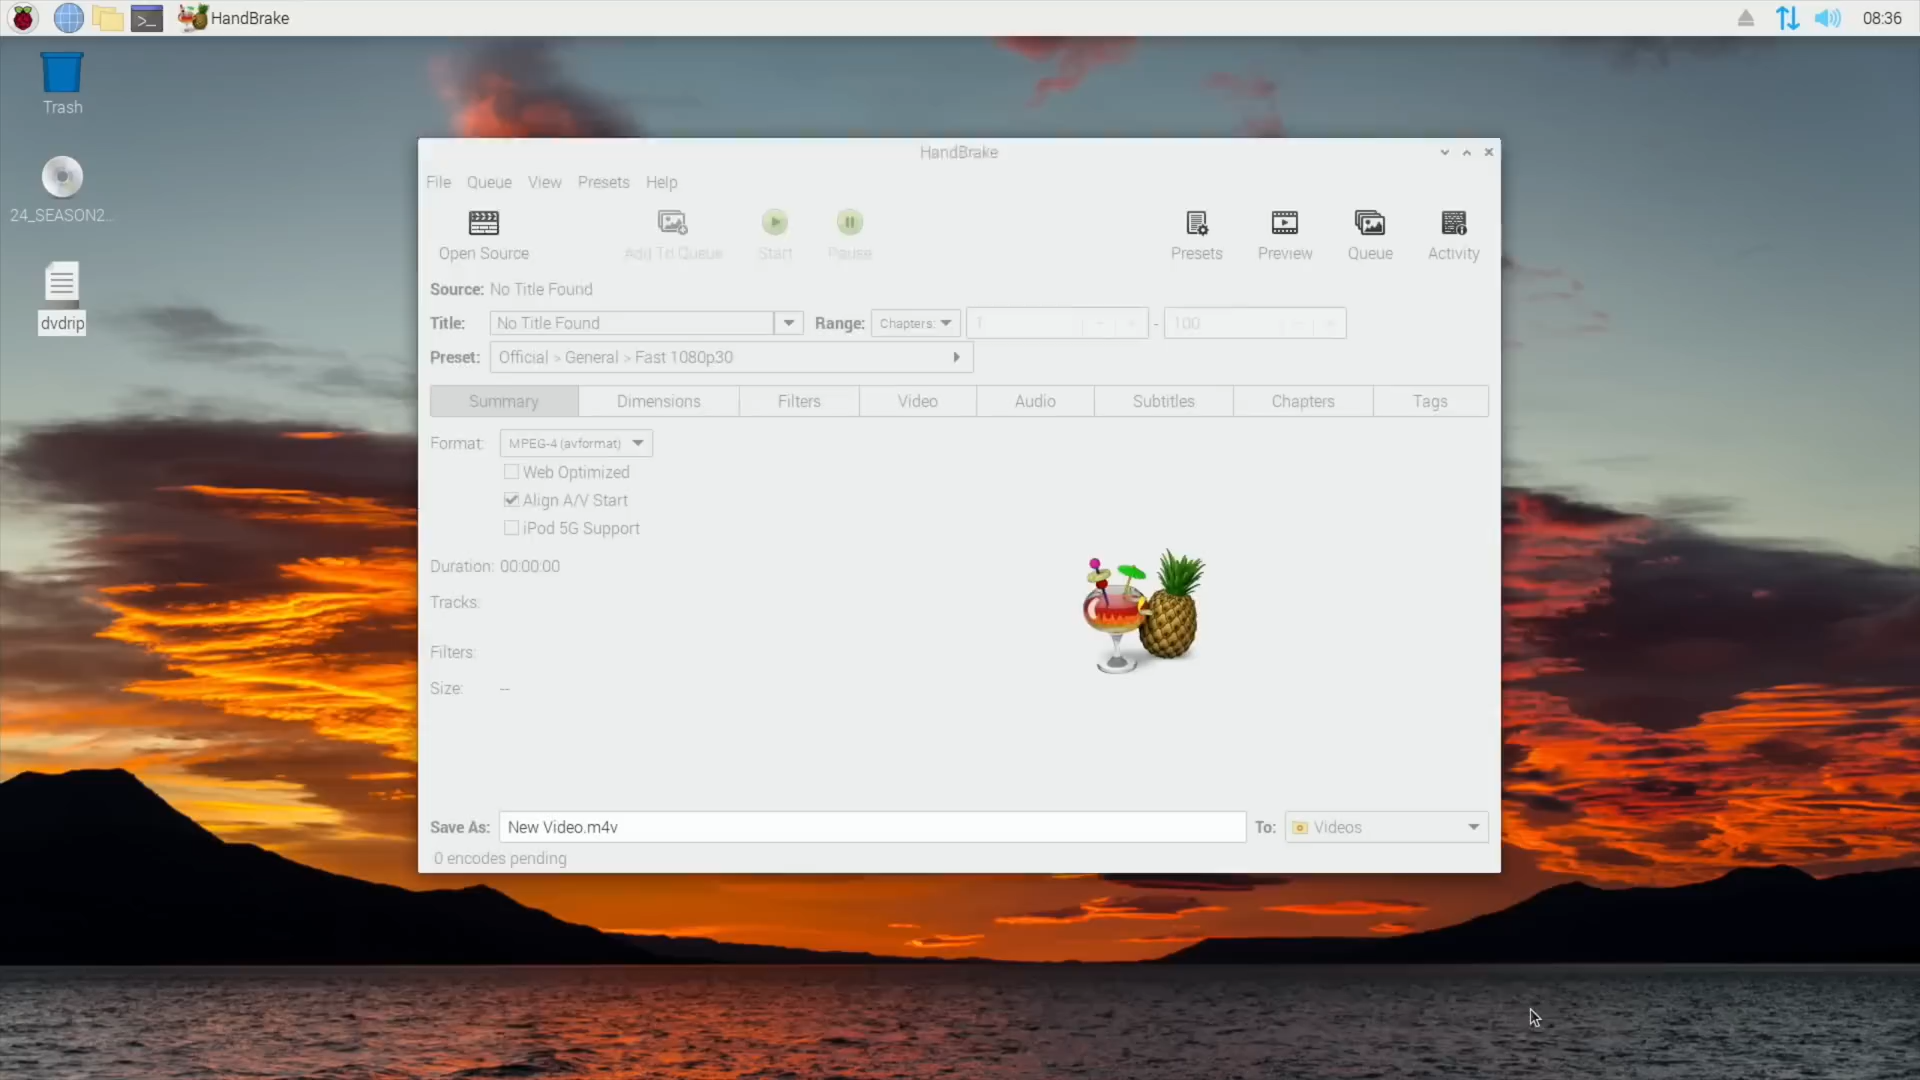 HandBrake
08:36
Trash
24_SEASON2...
dvdrip
HandBrake
File Queue View Presets Help
Open Source Add To Queue Start Pause Presets Preview Queue Activity
Source: No Title Found
Title: No Title Found Range: Chapters: 1 - 100
Preset: Official > General > Fast 1080p30
Summary Dimensions Filters Video Audio Subtitles Chapters Tags
Format: MPEG-4 (avformat)
Web Optimized
Align A/V Start
iPod 5G Support
Duration: 00:00:00
Tracks:
Filters:
Size: --
Save As: New Video.m4v To: Videos
0 encodes pending